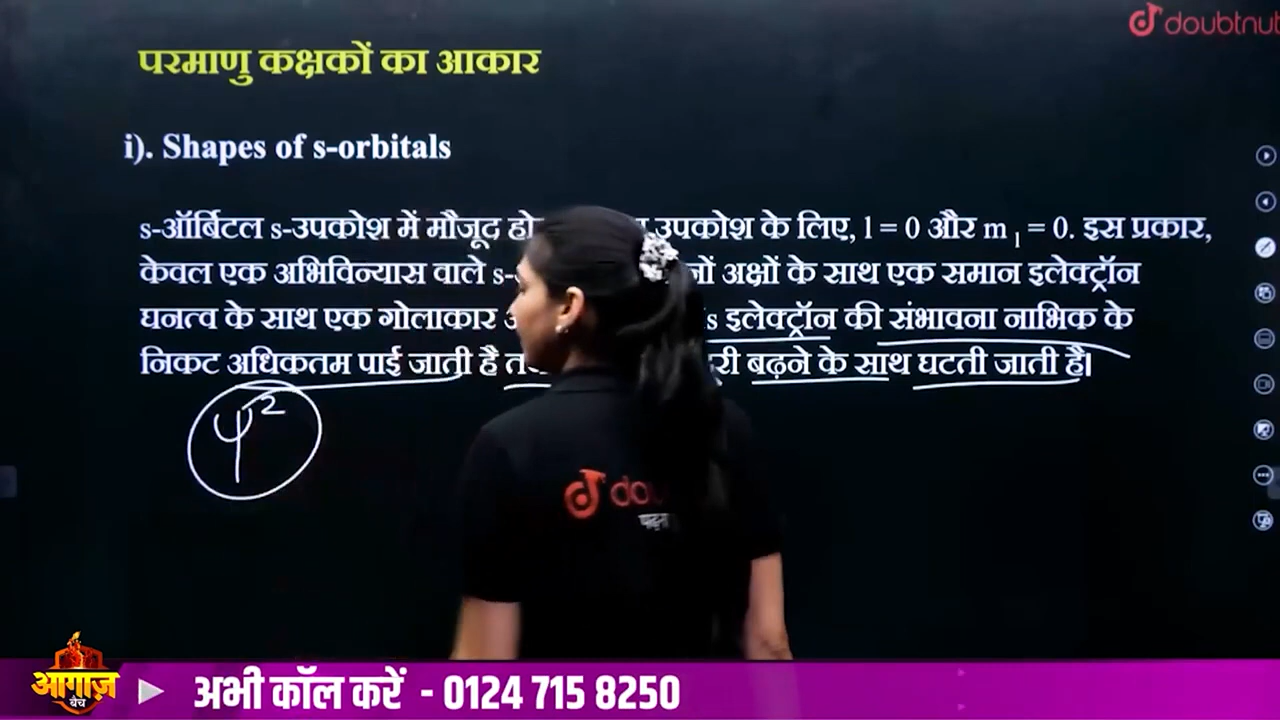 doubtnut
परमाणु कक्षकों का आकार
i). Shapes of s-orbitals
s-ऑर्बिटल s-उपकोश में मौजूद उपकोश के लिए, l = 0 और m l = 0. इस प्रकार,
केवल एक अभिविन्यास वाले अक्षों के साथ एक समान इलेक्ट्रॉन
घनत्व के साथ एक गोलाकार s इलेक्ट्रॉन की संभावना नाभिक के
निकट अधिकतम पाई जाती है बढ़ने के साथ घटती जाती है।
ψ²
आगाज़
बैच
अभी कॉल करें - 0124 715 8250